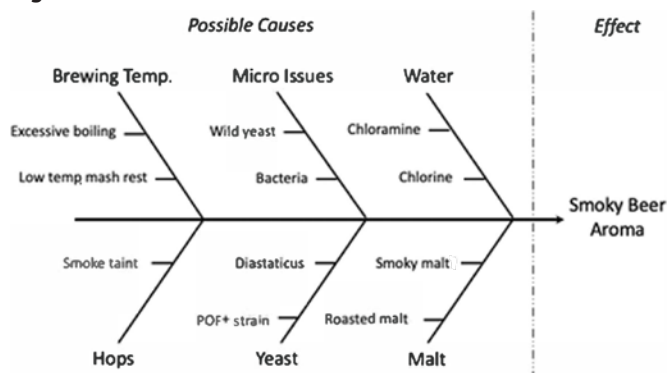 Possible Causes
Effect
Brewing Temp.
Micro Issues
Water
Excessive boiling
Wild yeast
Chloramine
Low temp mash rest
Bacteria
Chlorine
Smoky Beer
Aroma
Smoke taint
Diastaticus
Smoky malt
POF+ strain
Roasted malt
Hops
Yeast
Malt